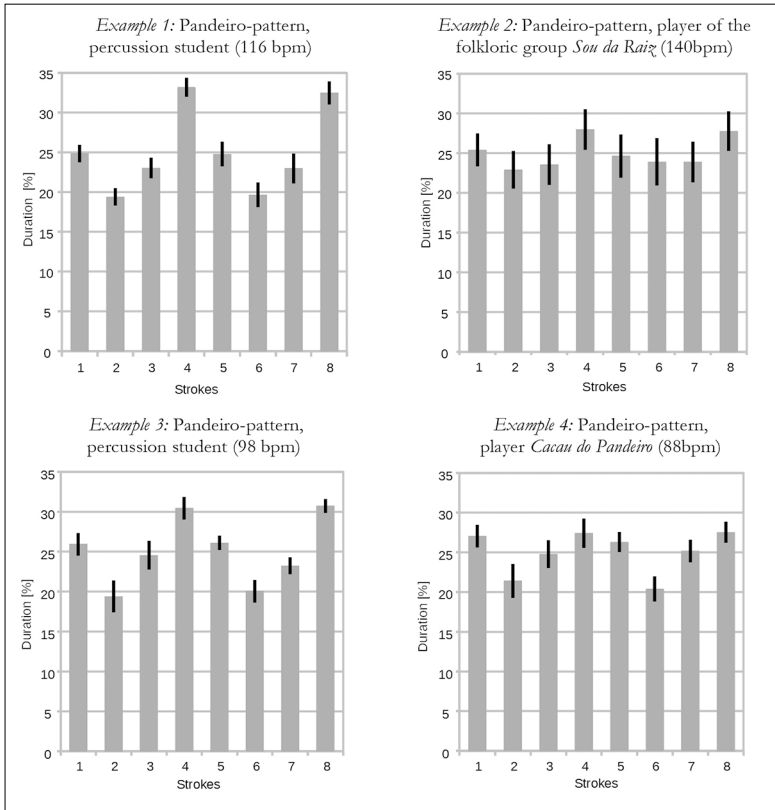 Example 1: Pandeiro-pattern,
percussion student (116 bpm)
35
30
25
20
15
10
5
0
Duration [%]
1 2 3 4 5 6 7 8
Strokes
Example 2: Pandeiro-pattern, player of the
folkloric group Sou da Raiz (140bpm)
35
30
25
20
15
10
5
0
Duration [%]
1 2 3 4 5 6 7 8
Strokes
Example 3: Pandeiro-pattern,
percussion student (98 bpm)
35
30
25
20
15
10
5
0
Duration [%]
1 2 3 4 5 6 7 8
Strokes
Example 4: Pandeiro-pattern,
player Cacau do Pandeiro (88bpm)
35
30
25
20
15
10
5
0
Duration [%]
1 2 3 4 5 6 7 8
Strokes